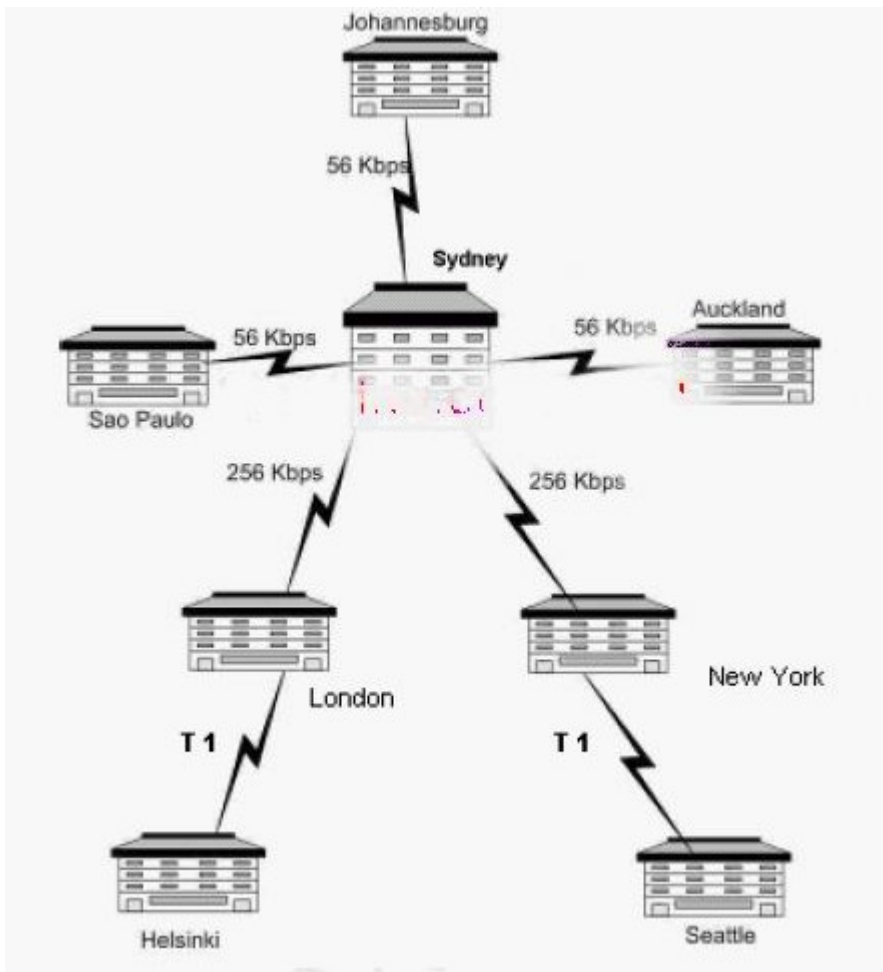 Johannesburg
56 Kbps
Sydney
Auckland
56 Kbps
56 Kbps
Sao Paulo
256 Kbps
256 Kbps
London
New York
T 1
T 1
Helsinki
Seattle